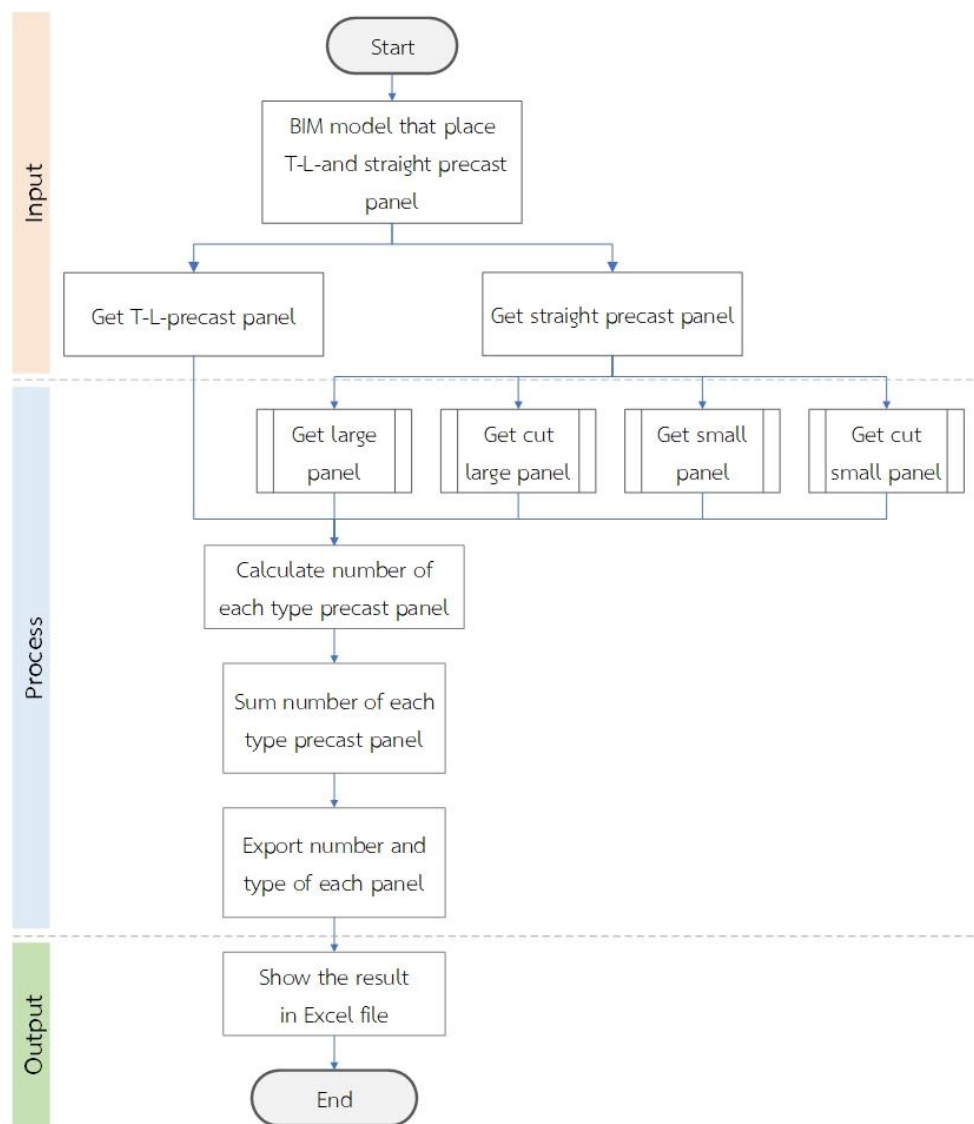 Input
Start
BIM model that place
T-L-and straight precast
panel
Get T-L-precast panel
Get straight precast panel
Process
Get large
panel
Get cut
large panel
Get small
panel
Get cut
small panel
Calculate number of
each type precast panel
Sum number of each
type precast panel
Export number and
type of each panel
Output
Show the result
in Excel file
End